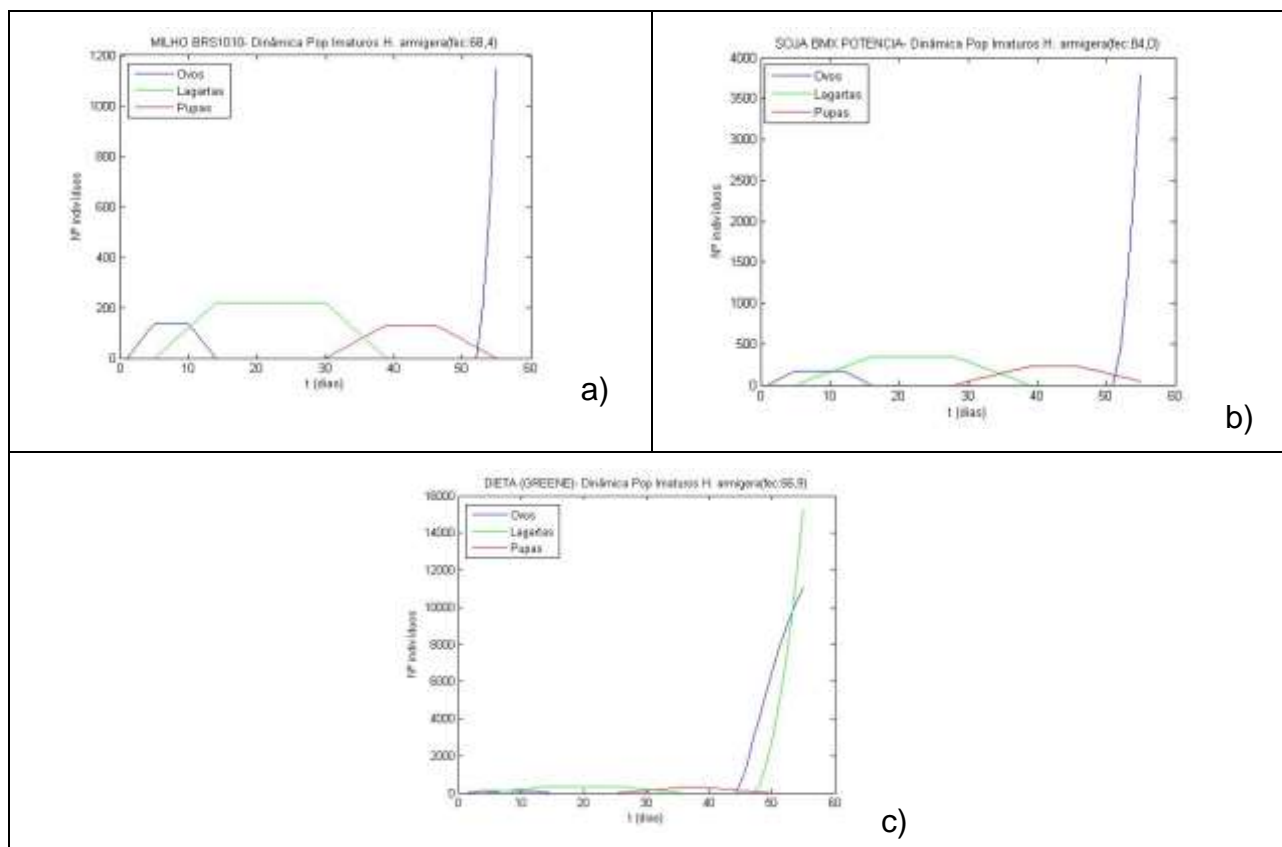 MILHO BRS1010- Dinâmica Pop Imaturos H. armigera(fec:68,4)
1200
1000
800
600
400
200
0
Ovos
Lagartas
Pupas
Nº indivíduos
0 10 20 30 40 50 60
t (dias)
a)
SOJA BMX POTENCIA- Dinâmica Pop Imaturos H. armigera(fec:84,0)
4000
3500
3000
2500
2000
1500
1000
500
0
Ovos
Lagartas
Pupas
Nº indivíduos
0 10 20 30 40 50 60
t (dias)
b)
DIETA (GREENE)- Dinâmica Pop Imaturos H. armigera(fec:66,9)
16000
14000
12000
10000
8000
6000
4000
2000
0
Ovos
Lagartas
Pupas
Nº indivíduos
0 10 20 30 40 50 60
t (dias)
c)